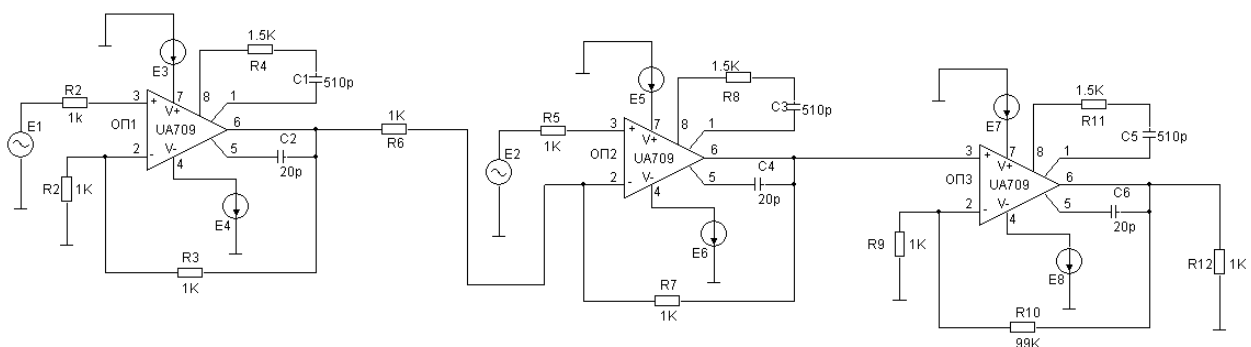 1.5K
R4
C1
510p
E3
R2
1k
3
+
7
V+
8
1
ОП1
UA709
6
E1
2
-
V-
4
5
C2
20p
R2
1K
E4
R3
1K
1K
R6
1.5K
R8
C3
510p
E5
R5
1K
3
+
7
V+
8
1
ОП2
UA709
6
E2
2
-
V-
4
5
C4
20p
E6
R7
1K
1.5K
R11
C5
510p
E7
3
+
7
V+
8
1
ОП3
UA709
6
2
-
V-
4
5
C6
20p
R9
1K
E8
R12
1K
R10
99K